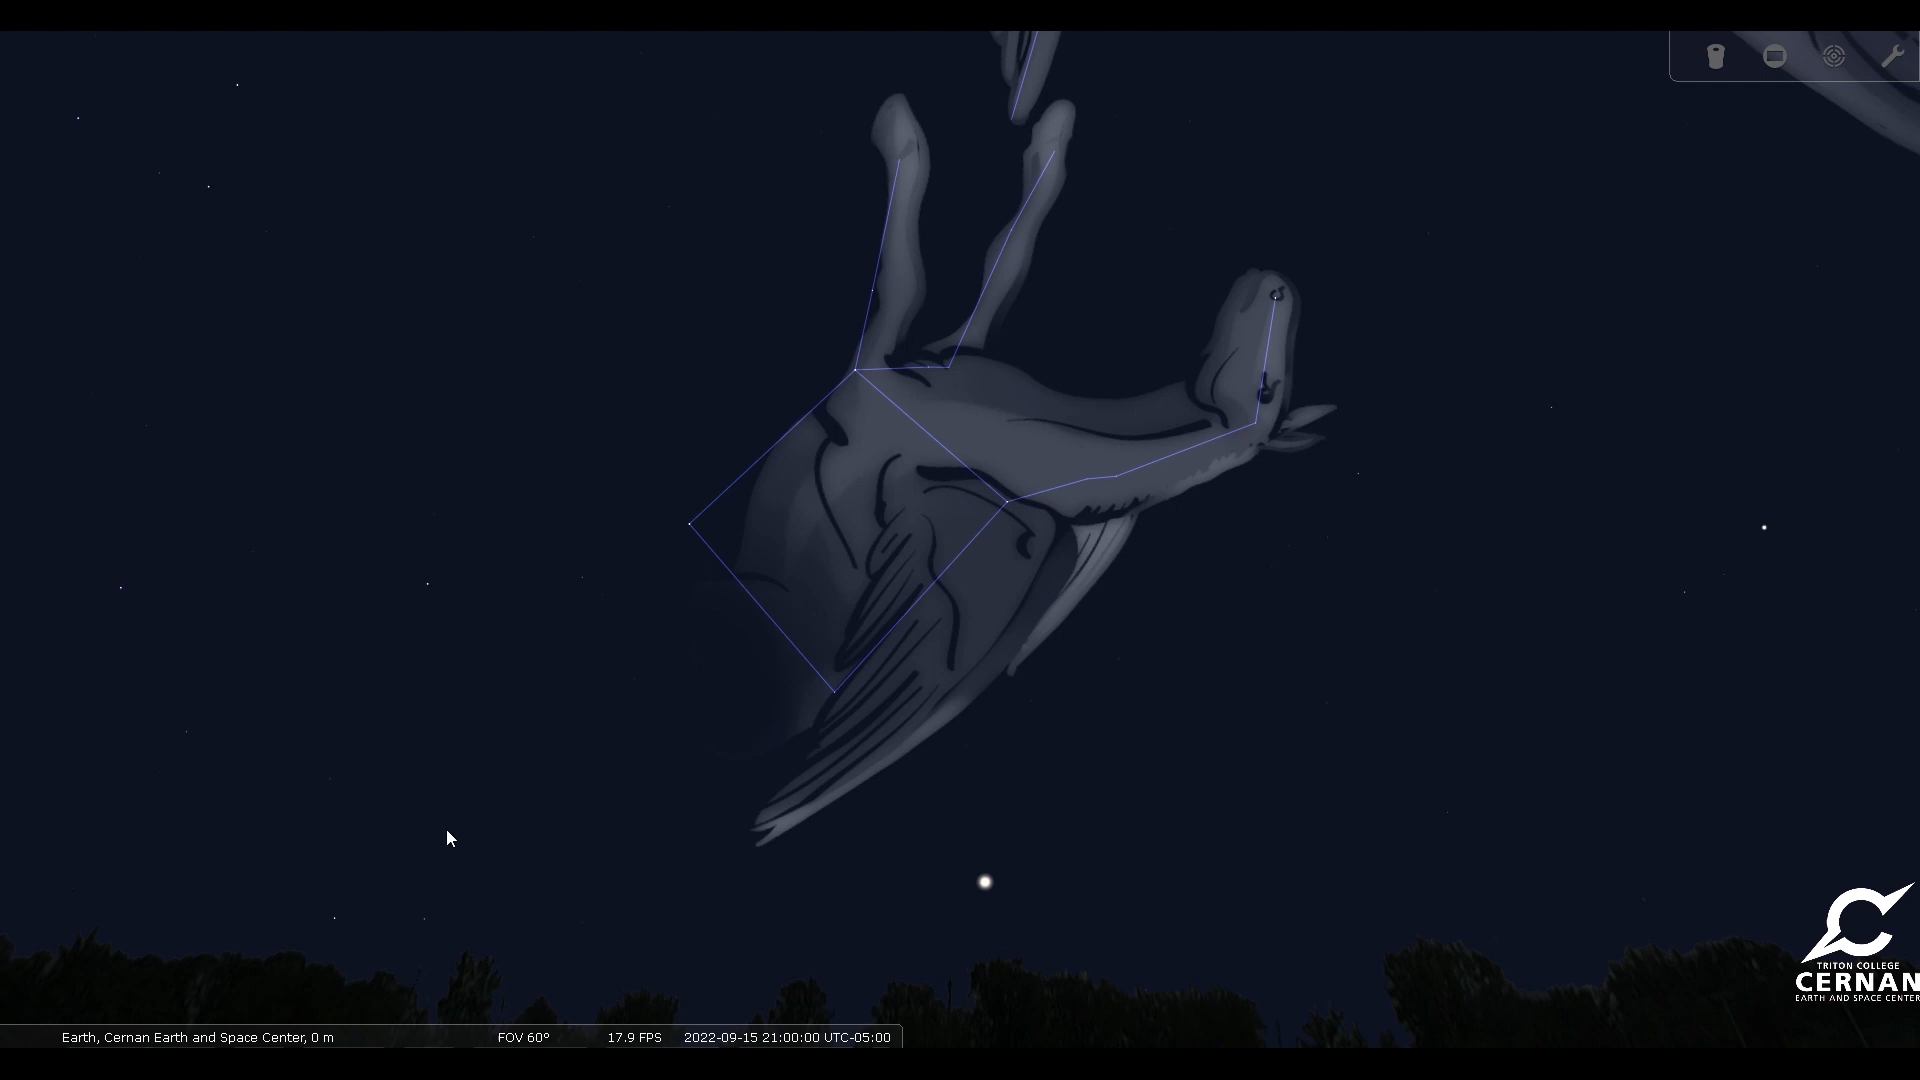 TRITON COLLEGE
CERNAN
EARTH AND SPACE CENTER
Earth, Cernan Earth and Space Center, 0 m FOV 60° 17.9 FPS 2022-09-15 21:00:00 UTC-05:00